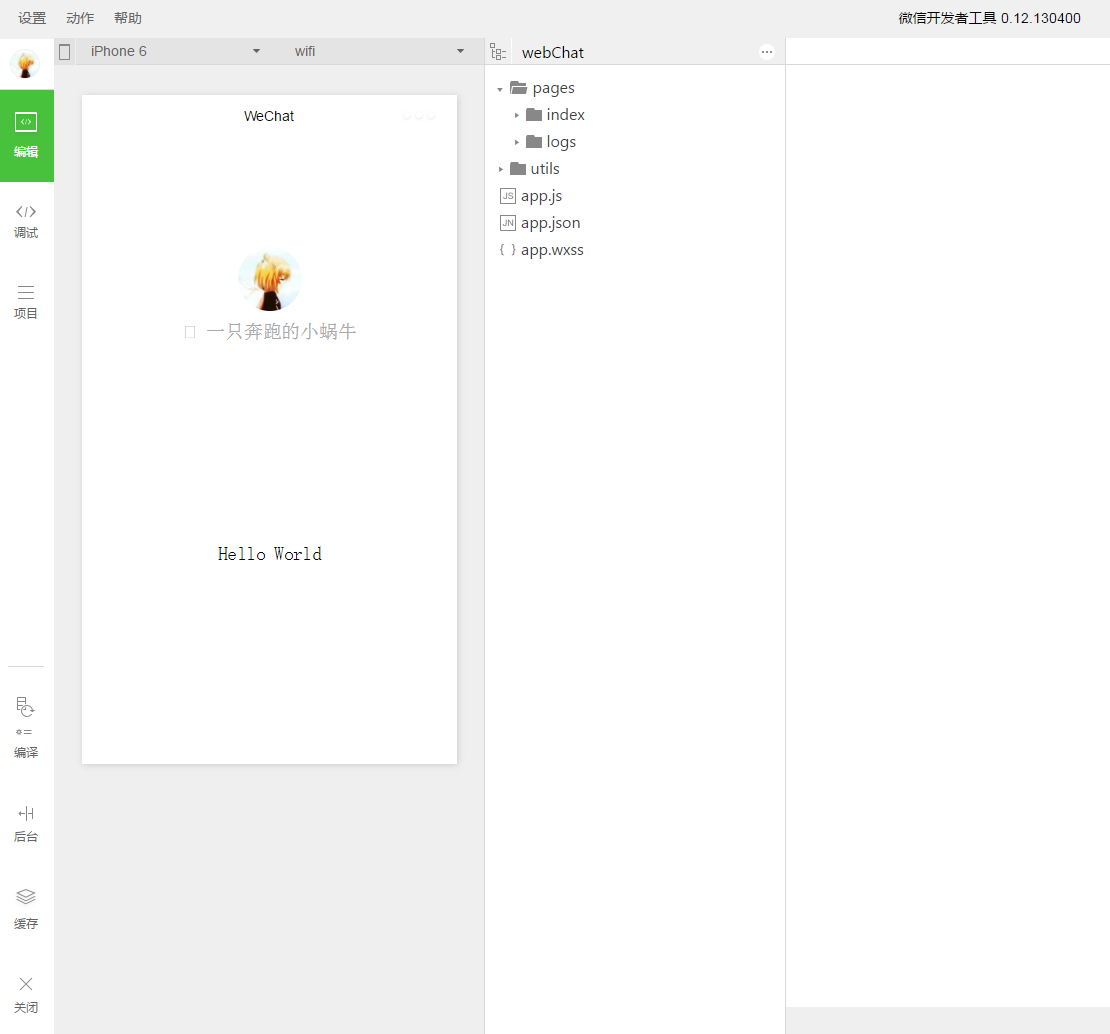 设置 动作 帮助 微信开发者工具 0.12.130400
iPhone 6 wifi
webChat
编辑
调试
项目
编译
后台
缓存
关闭
WeChat
一只奔跑的小蜗牛
Hello World
pages
index
logs
utils
JS app.js
JN app.json
{ } app.wxss